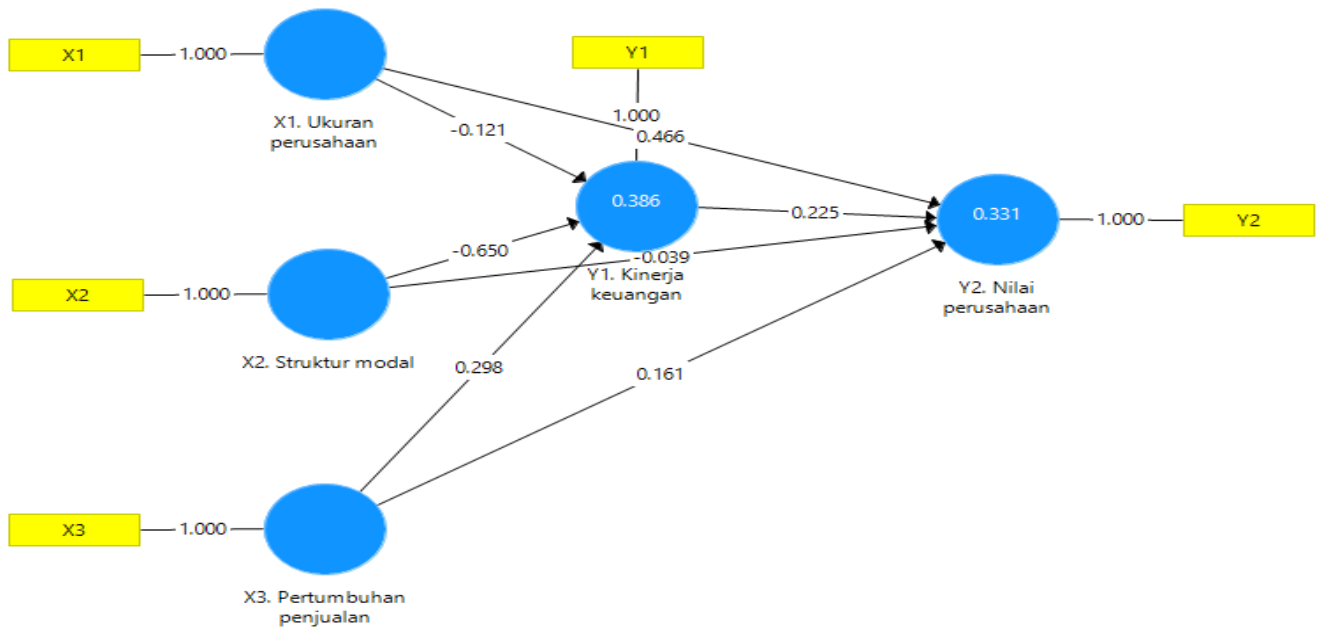 X1
1.000
X1. Ukuran
perusahaan
Y1
1.000
-0.121
0.466
0.386
Y1. Kinerja
keuangan
0.225
0.331
Y2. Nilai
perusahaan
1.000
Y2
X2
1.000
X2. Struktur modal
-0.650
-0.039
0.298
0.161
X3
1.000
X3. Pertumbuhan
penjualan